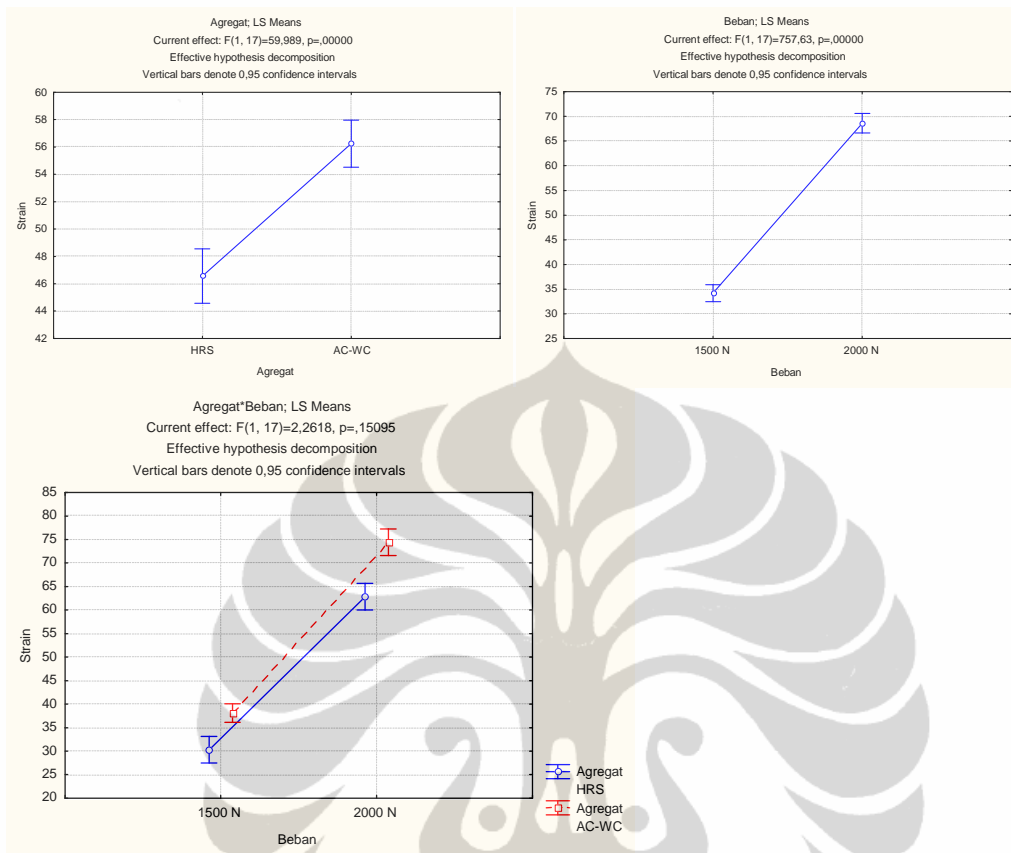 Agregat; LS Means
Current effect: F(1, 17)=59,989, p=,00000
Effective hypothesis decomposition
Vertical bars denote 0,95 confidence intervals
60
58
56
54
52
50
48
46
44
42
Strain
HRS AC-WC
Agregat
Beban; LS Means
Current effect: F(1, 17)=757,63, p=,00000
Effective hypothesis decomposition
Vertical bars denote 0,95 confidence intervals
75
70
65
60
55
50
45
40
35
30
25
Strain
1500 N 2000 N
Beban
Agregat*Beban; LS Means
Current effect: F(1, 17)=2,2618, p=,15095
Effective hypothesis decomposition
Vertical bars denote 0,95 confidence intervals
85
80
75
70
65
60
55
50
45
40
35
30
25
20
Strain
1500 N 2000 N
Beban
Agregat
HRS
Agregat
AC-WC